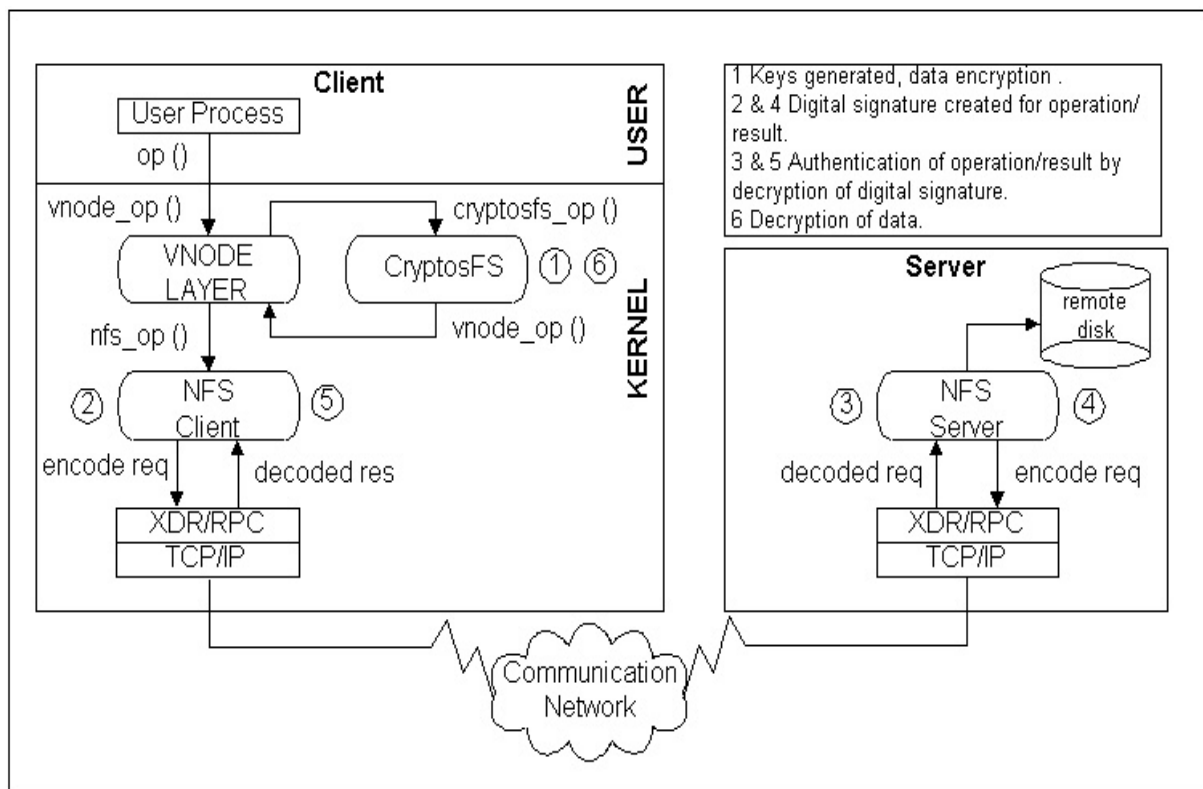 Client
User Process
op ()
USER
vnode_op ()
cryptosfs_op ()
VNODE
LAYER
CryptosFS
1
6
nfs_op ()
vnode_op ()
KERNEL
2
NFS
Client
5
encode req
decoded res
XDR/RPC
TCP/IP
1 Keys generated, data encryption .
2 & 4 Digital signature created for operation/
result.
3 & 5 Authentication of operation/result by
decryption of digital signature.
6 Decryption of data.
Server
remote
disk
3
NFS
Server
4
decoded req
encode req
XDR/RPC
TCP/IP
Communication
Network